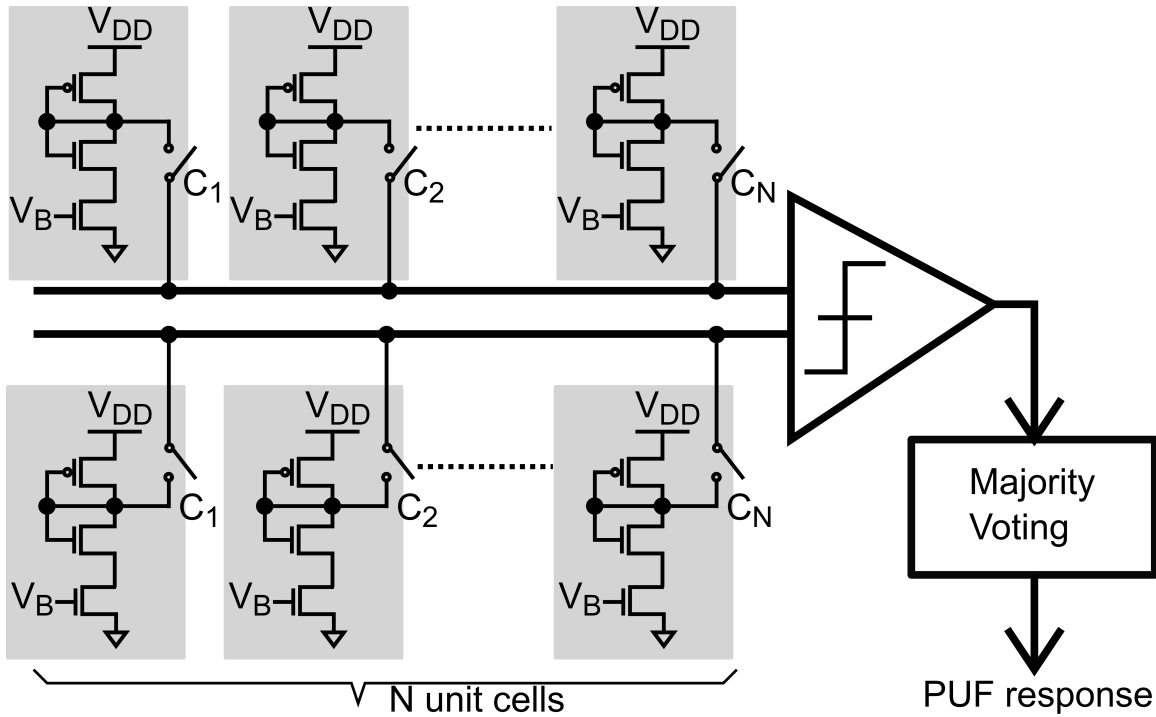 VDD
VDD
VDD
C1
C2
CN
VB
VB
VB
VDD
VDD
VDD
C1
C2
CN
VB
VB
VB
Majority
Voting
N unit cells
PUF response